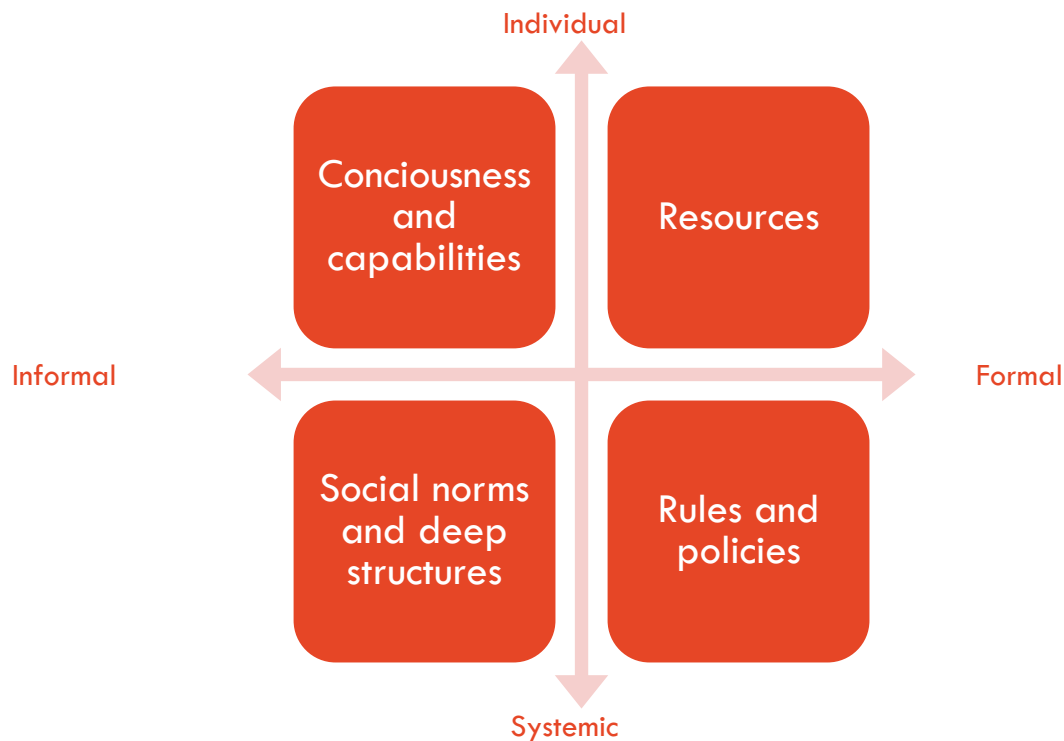 Individual
Conciousness
and
capabilities
Resources
Informal
Formal
Social norms
and deep
structures
Rules and
policies
Systemic